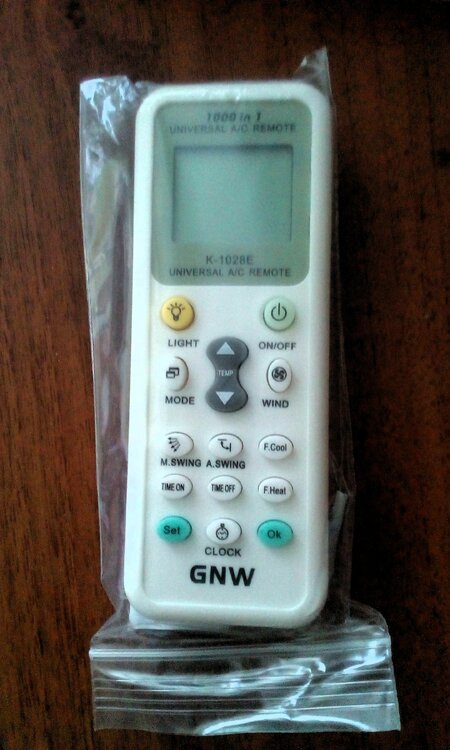 1000 in 1
UNIVERSAL A/C REMOTE
K-1028E
UNIVERSAL A/C REMOTE
LIGHT
ON/OFF
TEMP
MODE
WIND
F.Cool
M.SWING A.SWING
TIME ON TIME OFF F.Heat
Set
Ok
CLOCK
GNW